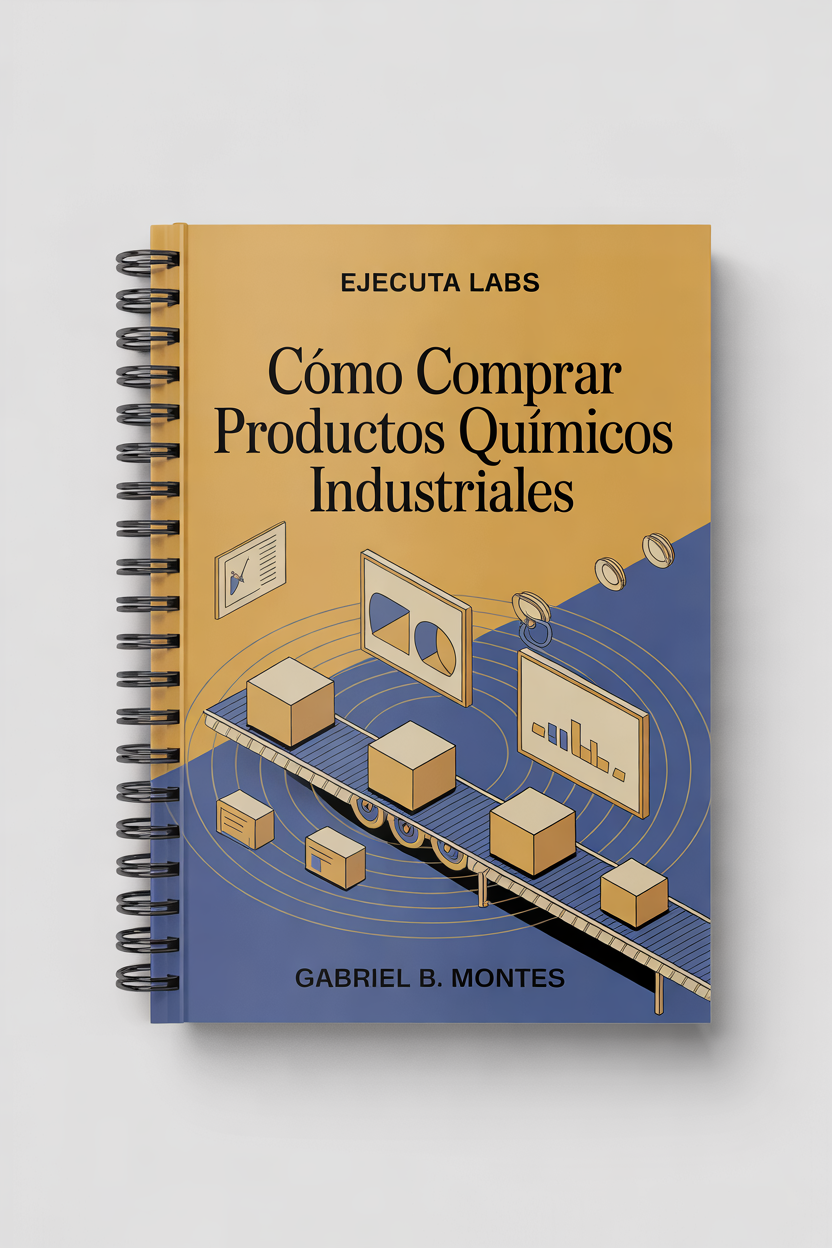 EJECUTA LABS
Cómo Comprar
Productos Químicos
Industriales
GABRIEL B. MONTES